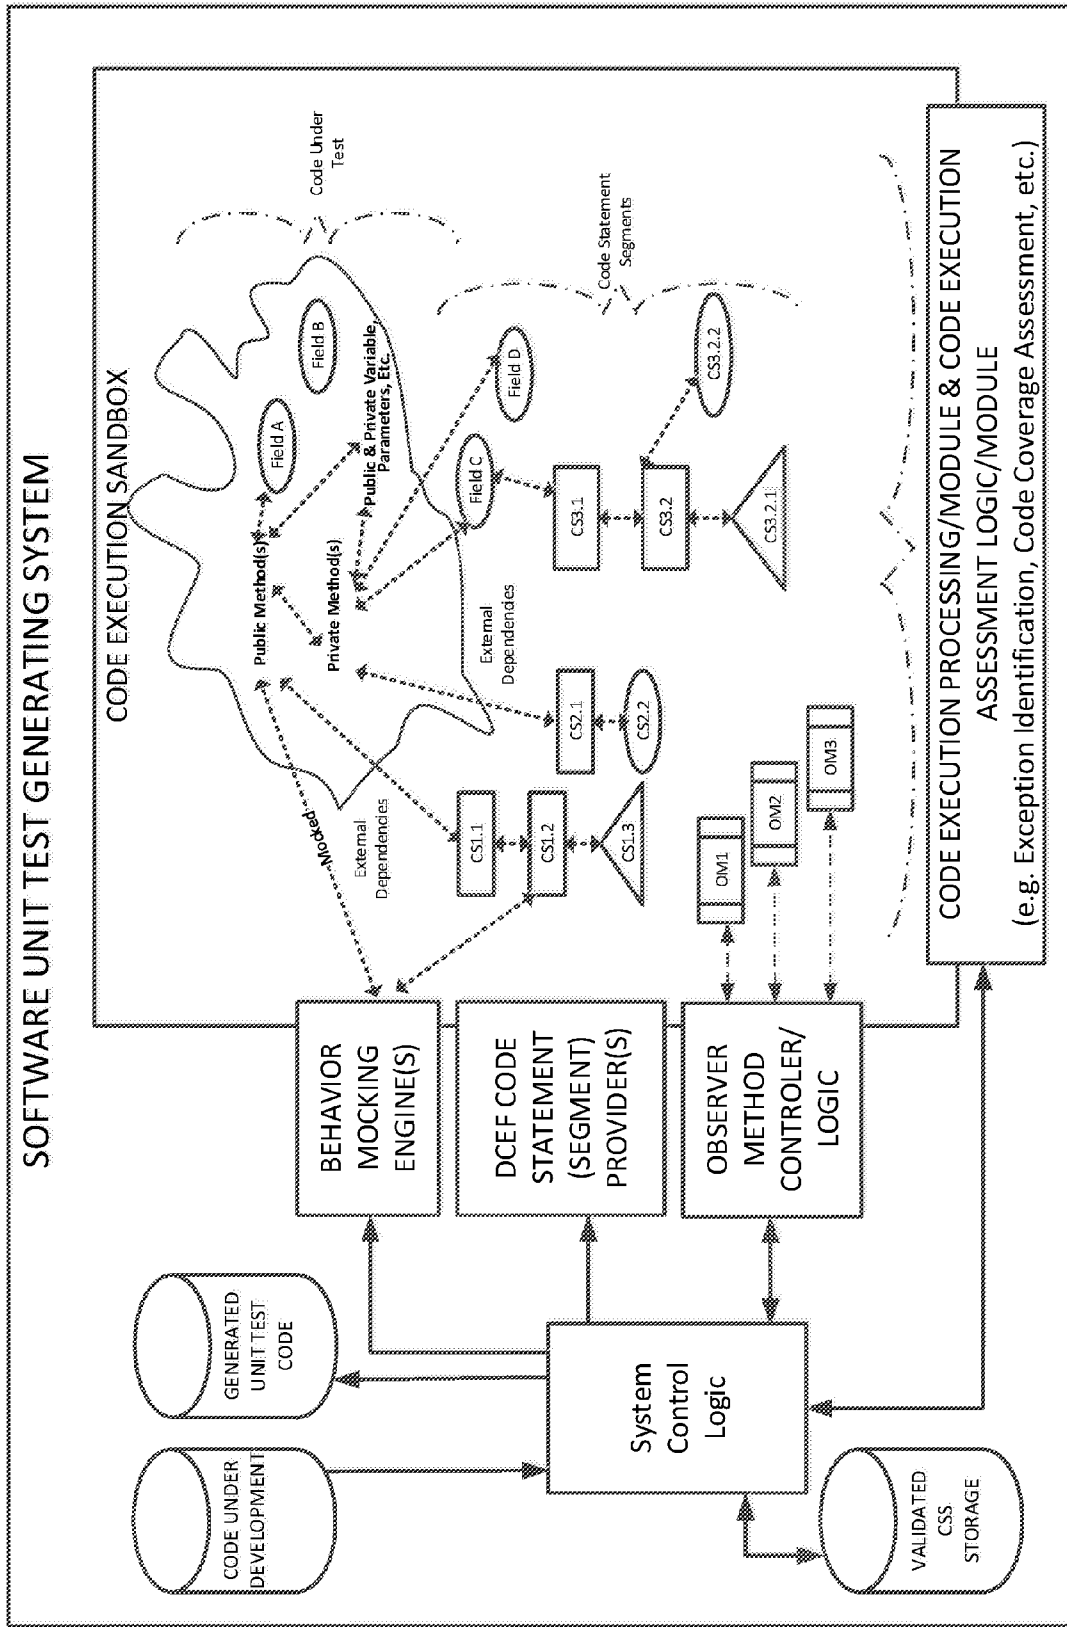 SOFTWARE UNIT TEST GENERATING SYSTEM
CODE UNDER
DEVELOPMENT
GENERATED
UNIT TEST
CODE
System
Control
Logic
VALIDATED
CSS
STORAGE
BEHAVIOR
MOCKING
ENGINE(S)
DCEF CODE
STATEMENT
(SEGMENT)
PROVIDER(S)
OBSERVER
METHOD
CONTROLER/
LOGIC
CODE EXECUTION SANDBOX
Code Under
Test
Field A
Field B
Public Method(s)
Private Method(s)
Public & Private Variable,
Parameters, Etc.
Mocked
External
Dependencies
External
Dependencies
Field C
Field D
Code Statement
Segments
CS1.1
CS1.2
CS1.3
CS2.1
CS2.2
CS3.1
CS3.2
CS3.2.1
CS3.2.2
OM1
OM2
OM3
CODE EXECUTION PROCESSING/MODULE & CODE EXECUTION
ASSESSMENT LOGIC/MODULE
(e.g. Exception Identification, Code Coverage Assessment, etc.)